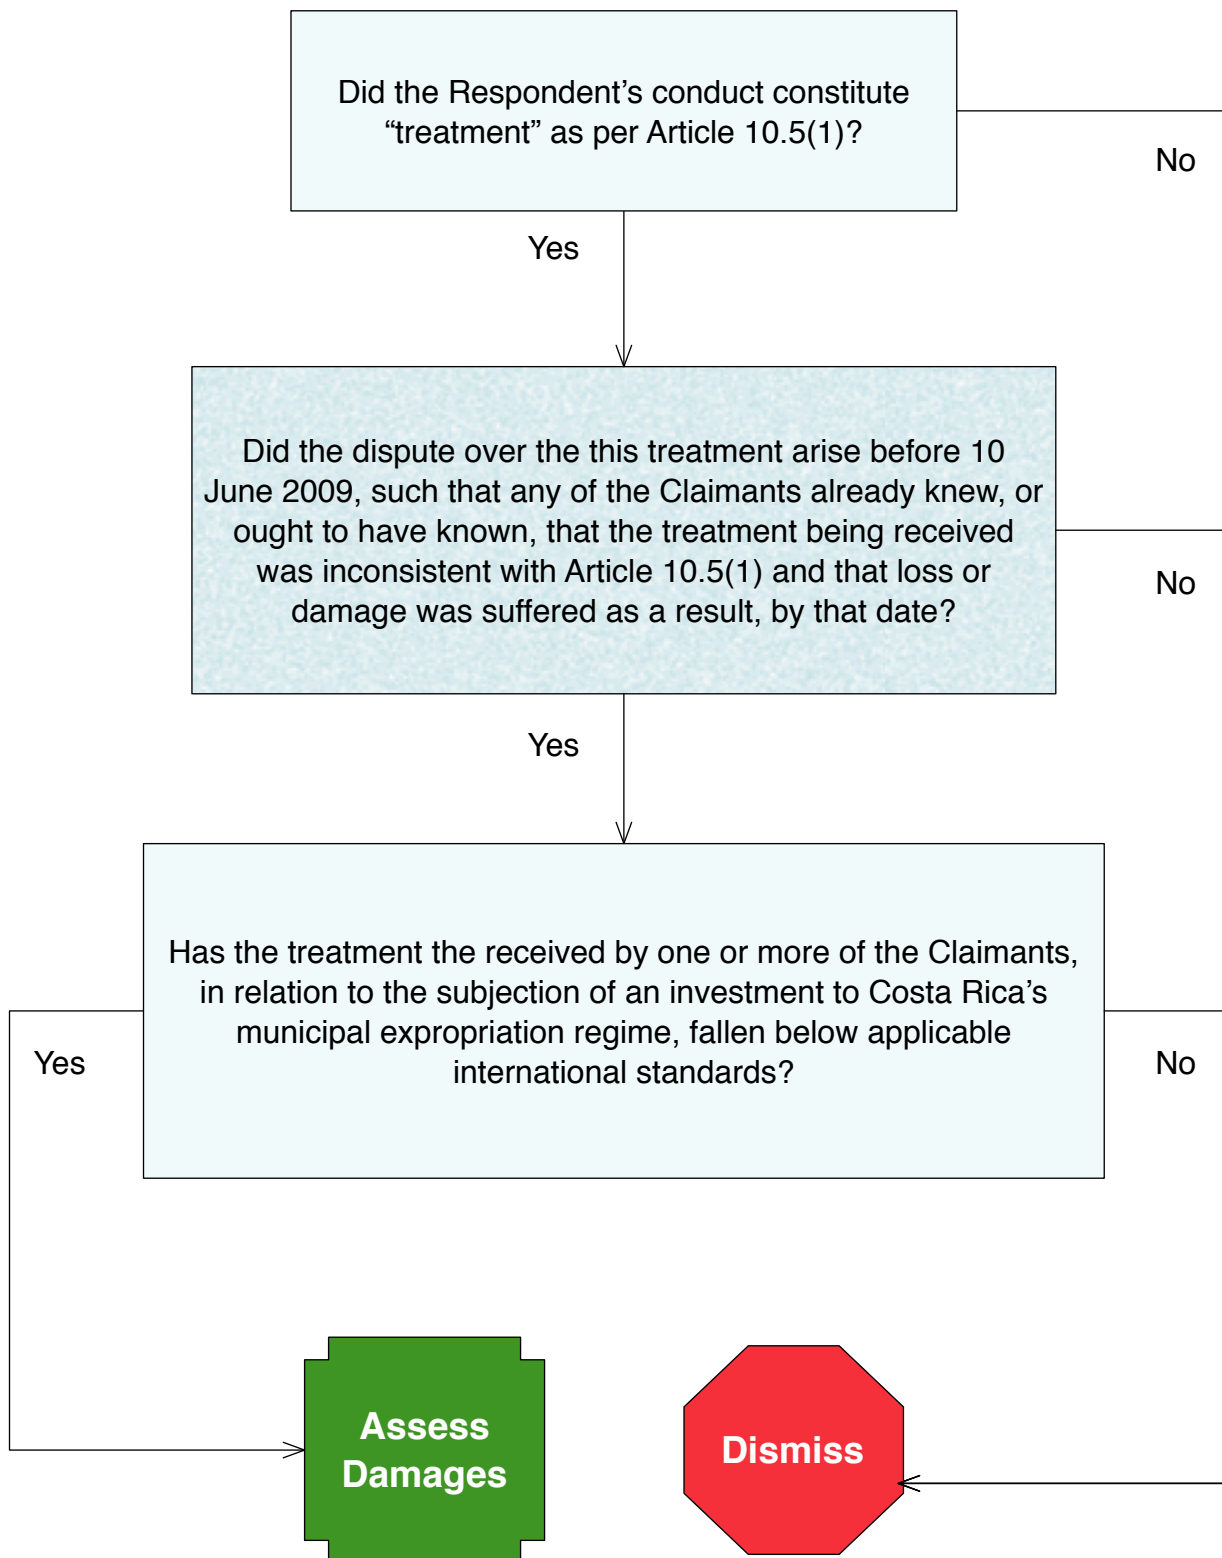 Did the Respondent’s conduct constitute
“treatment” as per Article 10.5(1)?
No
Yes
Did the dispute over the this treatment arise before 10
June 2009, such that any of the Claimants already knew, or
ought to have known, that the treatment being received
was inconsistent with Article 10.5(1) and that loss or
damage was suffered as a result, by that date?
No
Yes
Has the treatment the received by one or more of the Claimants,
in relation to the subjection of an investment to Costa Rica’s
municipal expropriation regime, fallen below applicable
international standards?
Yes
No
Assess
Damages
Dismiss